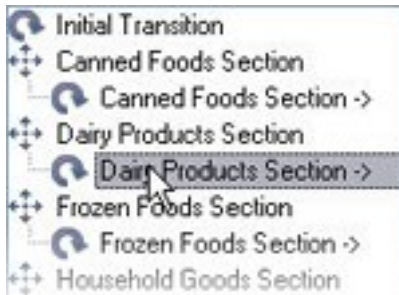 Initial Transition
Canned Foods Section
Canned Foods Section ->
Dairy Products Section
Dairy Products Section ->
Frozen Foods Section
Frozen Foods Section ->
Household Goods Section